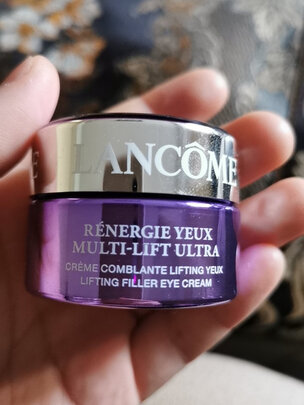 LANCÔME
RÉNERGIE YEUX
MULTI-LIFT ULTRA
CRÈME COMBLANTE LIFTING YEUX
LIFTING FILLER EYE CREAM